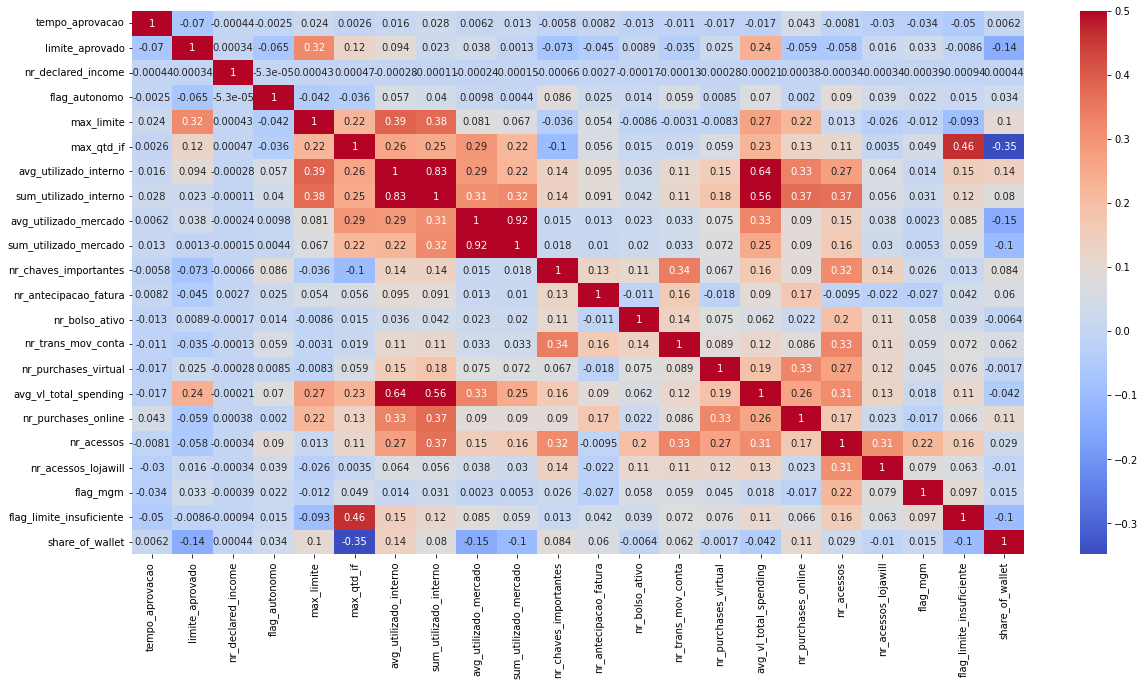 tempo_aprovacao 1 -0.07 -0.00044 -0.0025 0.024 0.0026 0.016 0.028 0.0062 0.013 -0.0058 0.0082 -0.013 -0.011 -0.017 -0.017 0.043 -0.0081 -0.03 -0.034 -0.05 0.0062
limite_aprovado -0.07 1 0.00034 -0.065 0.32 0.12 0.094 0.023 0.038 0.0013 -0.073 -0.045 0.0089 -0.035 0.025 0.24 -0.059 -0.058 0.016 0.033 -0.0086 -0.14
nr_declared_income -0.00044 0.00034 1 -5.3e-05 0.00043 0.00047 -0.00028 -0.00011 -0.00024 -0.00015 -0.00066 0.0027 -0.00017 -0.00013 -0.00028 -0.00021 -0.00038 -0.00034 -0.00034 -0.00039 -0.00094 0.00044
flag_autonomo -0.0025 -0.065 -5.3e-05 1 -0.042 -0.036 0.057 0.04 0.0098 0.0044 0.086 0.025 0.014 0.059 0.0085 0.07 0.002 0.09 0.039 0.022 0.015 0.034
max_limite 0.024 0.32 0.00043 -0.042 1 0.22 0.39 0.38 0.081 0.067 -0.036 0.054 -0.0086 -0.0031 -0.0083 0.27 0.22 0.013 -0.026 -0.012 -0.093 0.1
max_qtd_if 0.0026 0.12 0.00047 -0.036 0.22 1 0.26 0.25 0.29 0.22 -0.1 0.056 0.015 0.019 0.059 0.23 0.13 0.11 0.0035 0.049 0.46 -0.35
avg_utilizado_interno 0.016 0.094 -0.00028 0.057 0.39 0.26 1 0.83 0.29 0.22 0.14 0.095 0.036 0.11 0.15 0.64 0.33 0.27 0.064 0.014 0.15 0.14
sum_utilizado_interno 0.028 0.023 -0.00011 0.04 0.38 0.25 0.83 1 0.31 0.32 0.14 0.091 0.042 0.11 0.18 0.56 0.37 0.37 0.056 0.031 0.12 0.08
avg_utilizado_mercado 0.0062 0.038 -0.00024 0.0098 0.081 0.29 0.29 0.31 1 0.92 0.015 0.013 0.023 0.033 0.075 0.33 0.09 0.15 0.038 0.0023 0.085 -0.15
sum_utilizado_mercado 0.013 0.0013 -0.00015 0.0044 0.067 0.22 0.22 0.32 0.92 1 0.018 0.01 0.02 0.033 0.072 0.25 0.09 0.16 0.03 0.0053 0.059 -0.1
nr_chaves_importantes -0.0058 -0.073 -0.00066 0.086 -0.036 -0.1 0.14 0.14 0.015 0.018 1 0.13 0.11 0.34 0.067 0.16 0.09 0.32 0.14 0.026 0.013 0.084
nr_antecipacao_fatura 0.0082 -0.045 0.0027 0.025 0.054 0.056 0.095 0.091 0.013 0.01 0.13 1 -0.011 0.16 -0.018 0.09 0.17 -0.0095 -0.022 -0.027 0.042 0.06
nr_bolso_ativo -0.013 0.0089 -0.00017 0.014 -0.0086 0.015 0.036 0.042 0.023 0.02 0.11 -0.011 1 0.14 0.075 0.062 0.022 0.2 0.11 0.058 0.039 -0.0064
nr_trans_mov_conta -0.011 -0.035 -0.00013 0.059 -0.0031 0.019 0.11 0.11 0.033 0.033 0.34 0.16 0.14 1 0.089 0.12 0.086 0.33 0.11 0.059 0.072 0.062
nr_purchases_virtual -0.017 0.025 -0.00028 0.0085 -0.0083 0.059 0.15 0.18 0.075 0.072 0.067 -0.018 0.075 0.089 1 0.19 0.33 0.27 0.12 0.045 0.076 -0.0017
avg_vl_total_spending -0.017 0.24 -0.00021 0.07 0.27 0.23 0.64 0.56 0.33 0.25 0.16 0.09 0.062 0.12 0.19 1 0.26 0.31 0.13 0.018 0.11 -0.042
nr_purchases_online 0.043 -0.059 -0.00038 0.002 0.22 0.13 0.33 0.37 0.09 0.09 0.09 0.17 0.022 0.086 0.33 0.26 1 0.17 0.023 -0.017 0.066 0.11
nr_acessos -0.0081 -0.058 -0.00034 0.09 0.013 0.11 0.27 0.37 0.15 0.16 0.32 -0.0095 0.2 0.33 0.27 0.31 0.17 1 0.31 0.22 0.16 0.029
nr_acessos_lojawill -0.03 0.016 -0.00034 0.039 -0.026 0.0035 0.064 0.056 0.038 0.03 0.14 -0.022 0.11 0.11 0.12 0.13 0.023 0.31 1 0.079 0.063 -0.01
flag_mgm -0.034 0.033 -0.00039 0.022 -0.012 0.049 0.014 0.031 0.0023 0.0053 0.026 -0.027 0.058 0.059 0.045 0.018 -0.017 0.22 0.079 1 0.097 0.015
flag_limite_insuficiente -0.05 -0.0086 -0.00094 0.015 -0.093 0.46 0.15 0.12 0.085 0.059 0.013 0.042 0.039 0.072 0.076 0.11 0.066 0.16 0.063 0.097 1 -0.1
share_of_wallet 0.0062 -0.14 0.00044 0.034 0.1 -0.35 0.14 0.08 -0.15 -0.1 0.084 0.06 -0.0064 0.062 -0.0017 -0.042 0.11 0.029 -0.01 0.015 -0.1 1
tempo_aprovacao
limite_aprovado
nr_declared_income
flag_autonomo
max_limite
max_qtd_if
avg_utilizado_interno
sum_utilizado_interno
avg_utilizado_mercado
sum_utilizado_mercado
nr_chaves_importantes
nr_antecipacao_fatura
nr_bolso_ativo
nr_trans_mov_conta
nr_purchases_virtual
avg_vl_total_spending
nr_purchases_online
nr_acessos
nr_acessos_lojawill
flag_mgm
flag_limite_insuficiente
share_of_wallet
0.5
0.4
0.3
0.2
0.1
0.0
-0.1
-0.2
-0.3